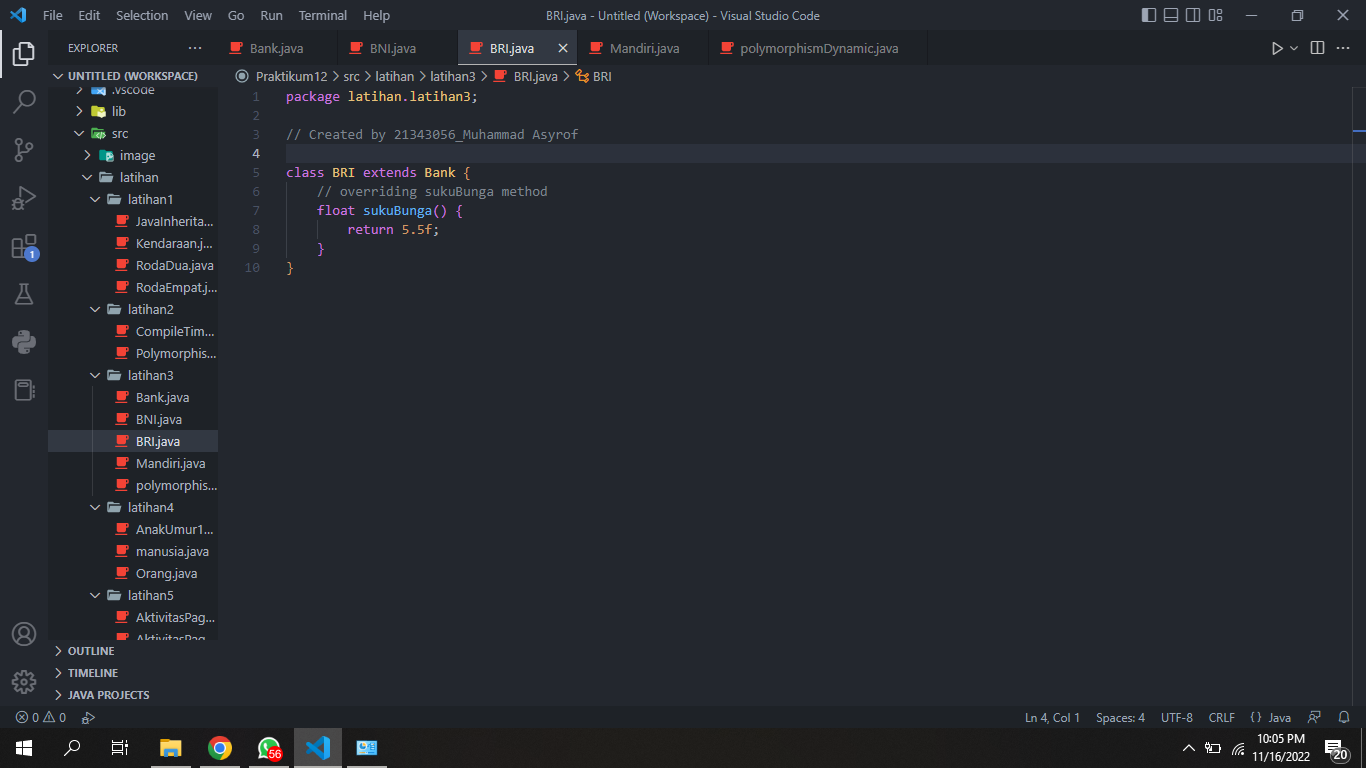 File Edit Selection View Go Run Terminal Help
BRI.java - Untitled (Workspace) - Visual Studio Code
EXPLORER
Bank.java
BNI.java
BRI.java
Mandiri.java
polymorphismDynamic.java
UNTITLED (WORKSPACE)
Praktikum12 > src > latihan > latihan3 > BRI.java > BRI
.vscode
lib
src
image
latihan
latihan1
JavaInherita...
Kendaraan.j...
RodaDua.java
RodaEmpat.j...
latihan2
CompileTim...
Polymorphis...
latihan3
Bank.java
BNI.java
BRI.java
Mandiri.java
polymorphis...
latihan4
AnakUmur1...
manusia.java
Orang.java
latihan5
AktivitasPag...
AktivitasPag...
OUTLINE
TIMELINE
JAVA PROJECTS
1
1 package latihan.latihan3;
2
3 // Created by 21343056_Muhammad Asyrof
4
5 class BRI extends Bank {
6 // overriding sukuBunga method
7 float sukuBunga() {
8 return 5.5f;
9 }
10 }
0 0
Ln 4, Col 1 Spaces: 4 UTF-8 CRLF {} Java
56
10:05 PM
11/16/2022
20